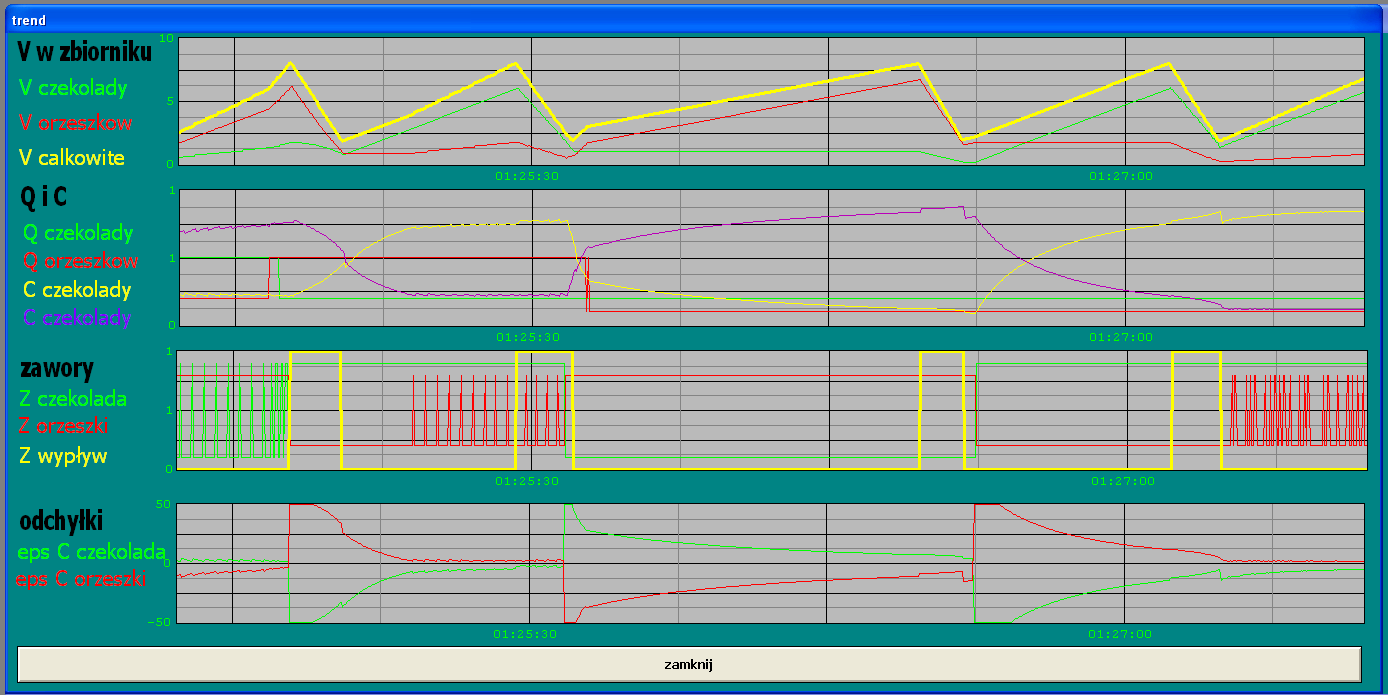 trend
V w zbiorniku
10
V czekolady
5
V orzeszkow
V calkowite
0
01:25:30 01:27:00
Q i C
1
Q czekolady
Q orzeszkow
1
C czekolady
C czekolady
0
01:25:30 01:27:00
zawory
1
Z czekolada
1
Z orzeszki
Z wypływ
0
01:25:30 01:27:00
odchyłki
50
eps C czekolada
0
eps C orzeszki
-50
01:25:30 01:27:00
zamknij